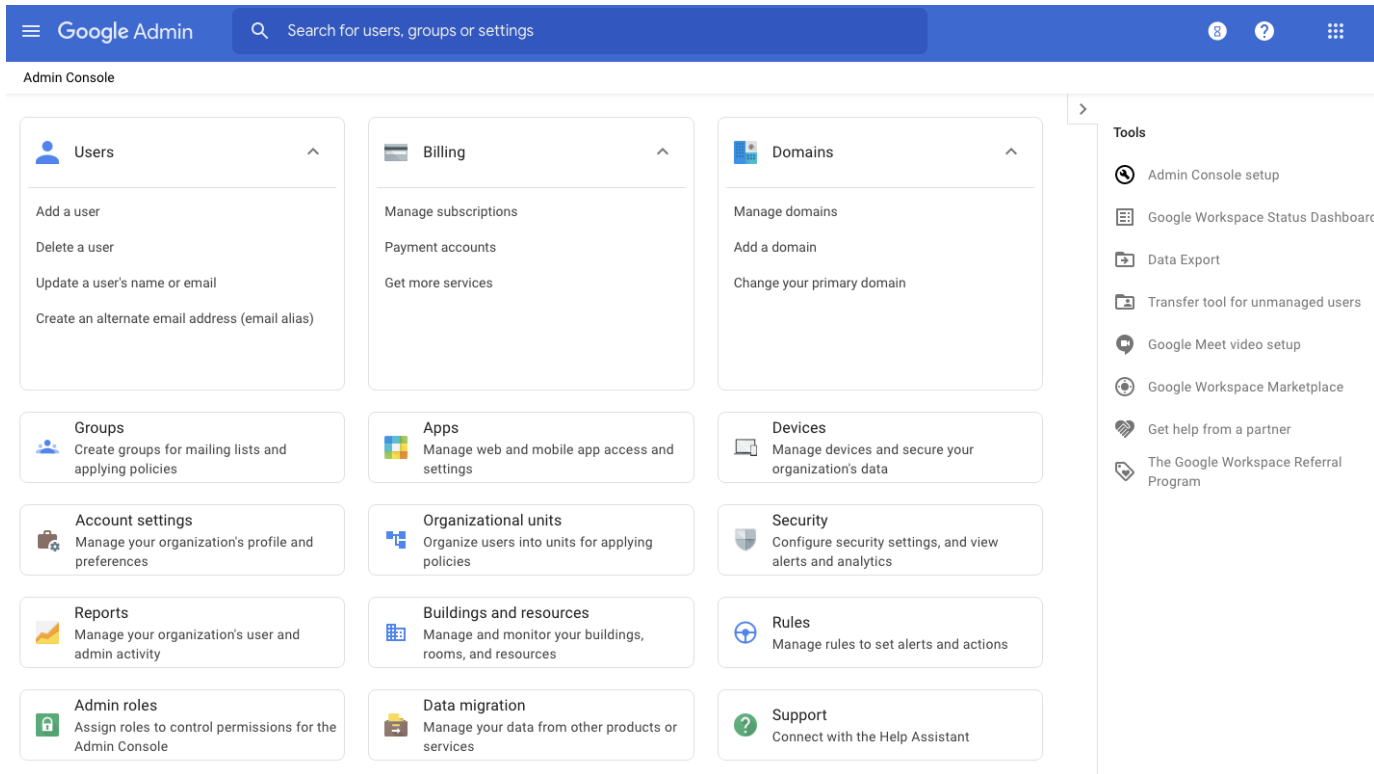 Google Admin
Search for users, groups or settings
8
?
Admin Console
Users
Add a user
Delete a user
Update a user's name or email
Create an alternate email address (email alias)
Billing
Manage subscriptions
Payment accounts
Get more services
Domains
Manage domains
Add a domain
Change your primary domain
Groups
Create groups for mailing lists and
applying policies
Apps
Manage web and mobile app access and
settings
Devices
Manage devices and secure your
organization's data
Account settings
Manage your organization's profile and
preferences
Organizational units
Organize users into units for applying
policies
Security
Configure security settings, and view
alerts and analytics
Reports
Manage your organization's user and
admin activity
Buildings and resources
Manage and monitor your buildings,
rooms, and resources
Rules
Manage rules to set alerts and actions
Admin roles
Assign roles to control permissions for the
Admin Console
Data migration
Manage your data from other products or
services
?
Support
Connect with the Help Assistant
Tools
Admin Console setup
Google Workspace Status Dashboard
Data Export
Transfer tool for unmanaged users
Google Meet video setup
Google Workspace Marketplace
Get help from a partner
The Google Workspace Referral
Program